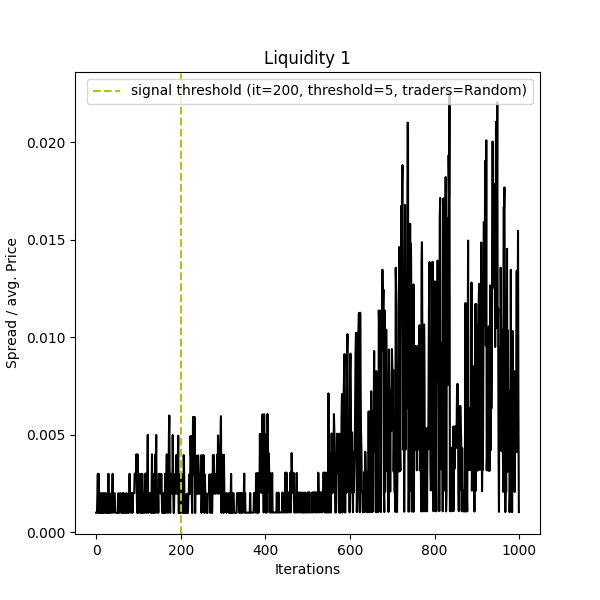 Liquidity 1
signal threshold (it=200, threshold=5, traders=Random)
Spread / avg. Price
0.020
0.015
0.010
0.005
0.000
0 200 400 600 800 1000
Iterations